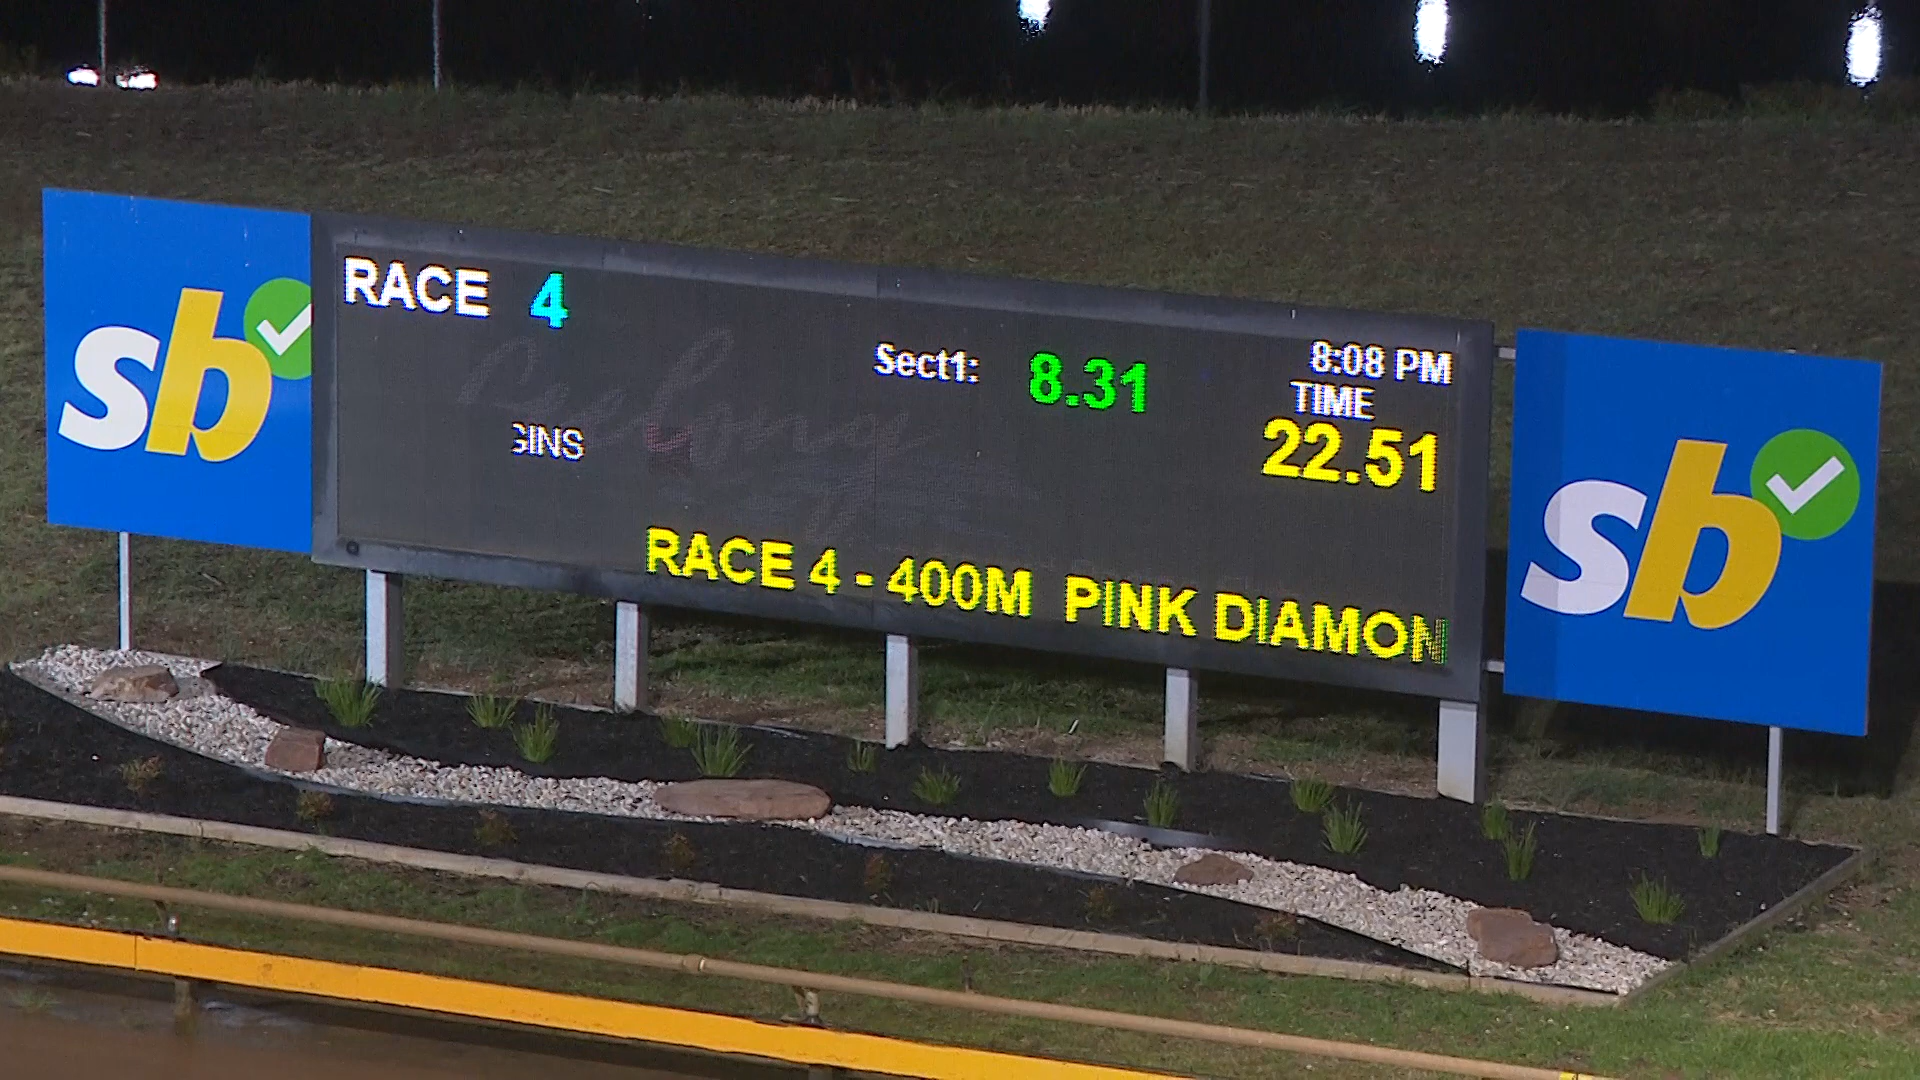 sb
RACE 4
Sect1: 8.31
8:08 PM
TIME
22.51
GINS
RACE 4 - 400M PINK DIAMON
sb